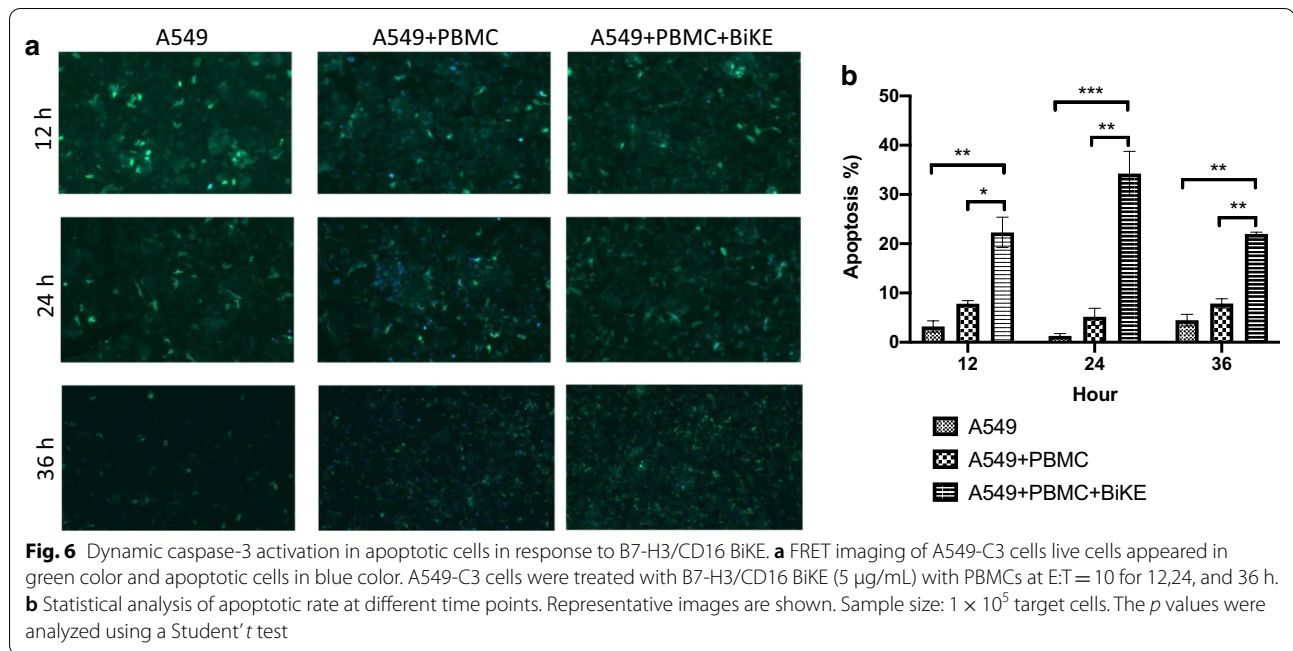 a
A549 A549+PBMC A549+PBMC+BiKE
12 h
24 h
36 h
b
Apoptosis %)
50
40
30
20
10
0
** * *** ** ** **
12 24 36
Hour
A549
A549+PBMC
A549+PBMC+BiKE
Fig. 6 Dynamic caspase-3 activation in apoptotic cells in response to B7-H3/CD16 BiKE. a FRET imaging of A549-C3 cells live cells appeared in
green color and apoptotic cells in blue color. A549-C3 cells were treated with B7-H3/CD16 BiKE (5 μg/mL) with PBMCs at E:T = 10 for 12,24, and 36 h.
b Statistical analysis of apoptotic rate at different time points. Representative images are shown. Sample size: 1 × 10⁵ target cells. The p values were
analyzed using a Student’ t test